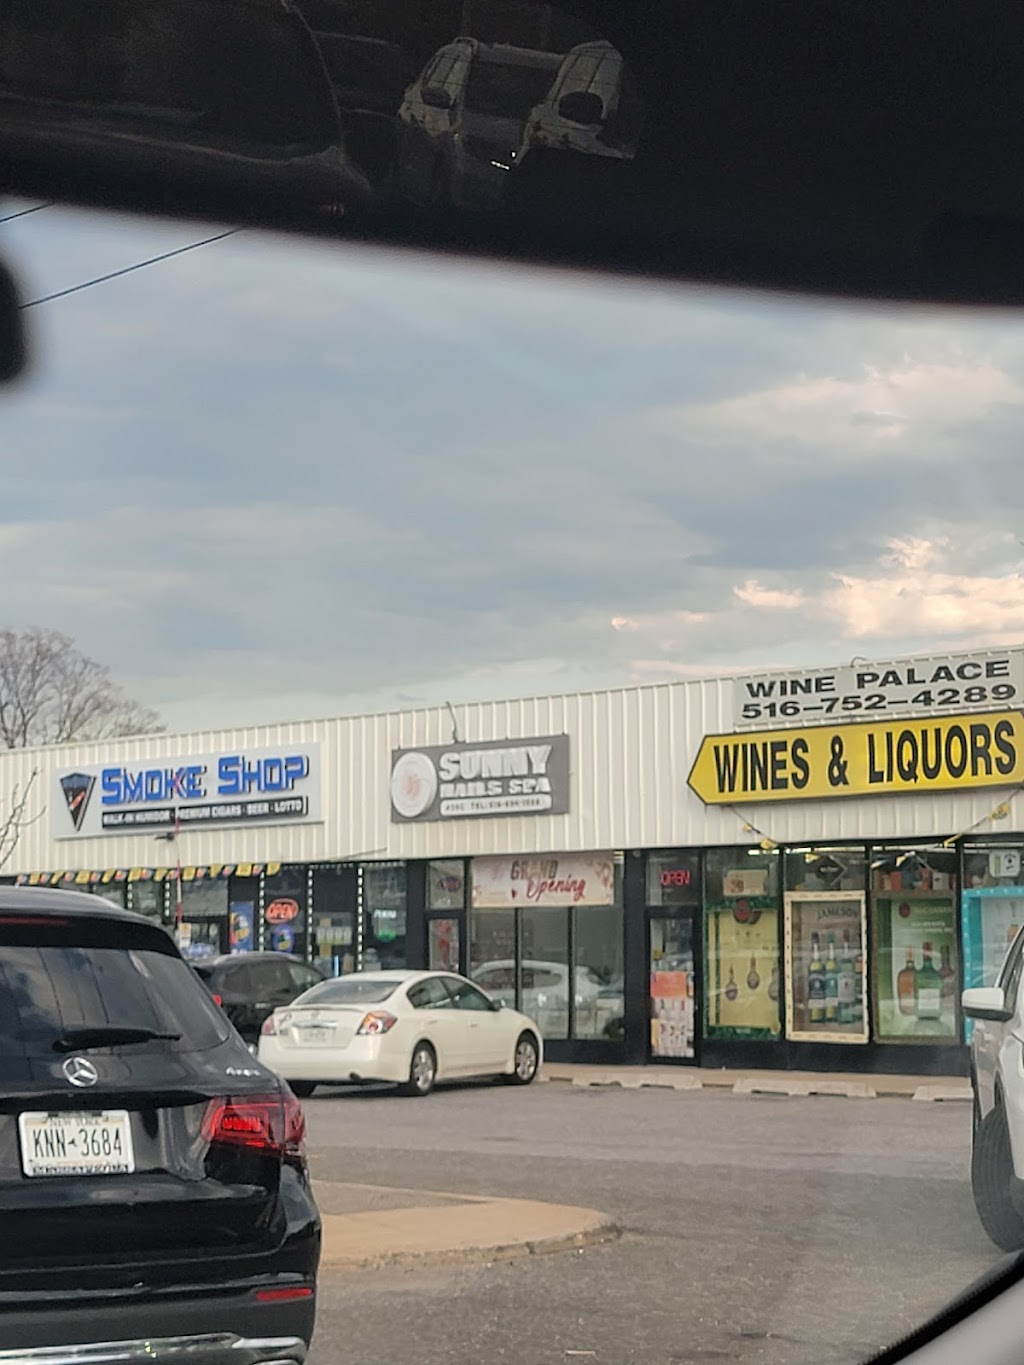 WINE PALACE
516-752-4289
WINES & LIQUORS
SMOKE SHOP
WALK-IN HUMIDOR · PREMIUM CIGARS · BEER · LOTTO
SUNNY
NAILS SPA
GRAND
Opening
OPEN
OPEN
JAMESON
4MATIC
NEW YORK
KNN-3684